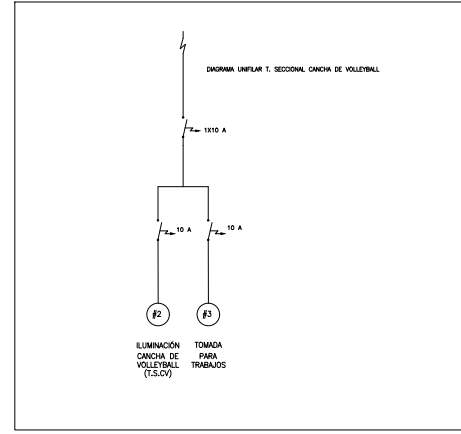 DIAGRAMA UNIFILAR T. SECCIONAL CANCHA DE VOLLEYBALL
1X10 A
10 A
10 A
#2
#3
ILUMINACIÓN
CANCHA DE
VOLLEYBALL
(T.S.CV)
TOMADA
PARA
TRABAJOS